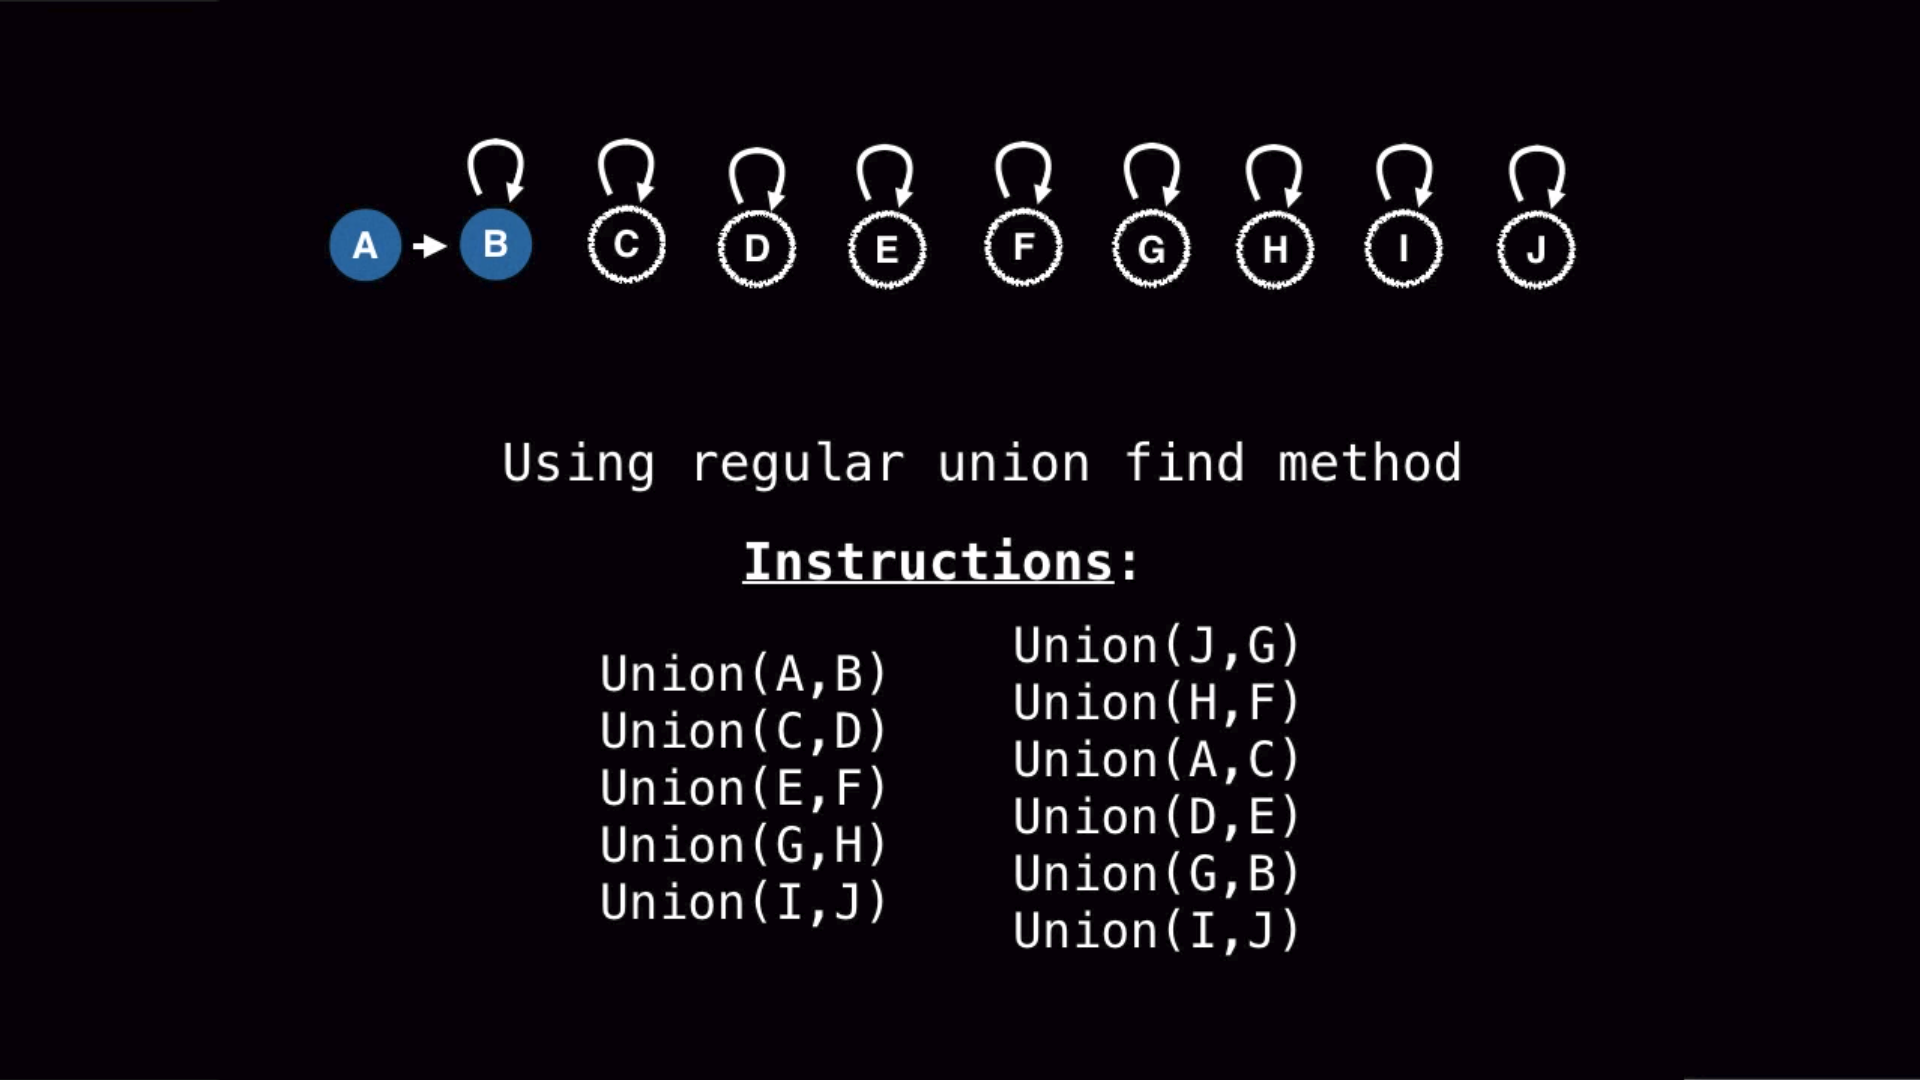 A B C D E F G H I J
Using regular union find method
Instructions:
Union(A,B)
Union(C,D)
Union(E,F)
Union(G,H)
Union(I,J)
Union(J,G)
Union(H,F)
Union(A,C)
Union(D,E)
Union(G,B)
Union(I,J)